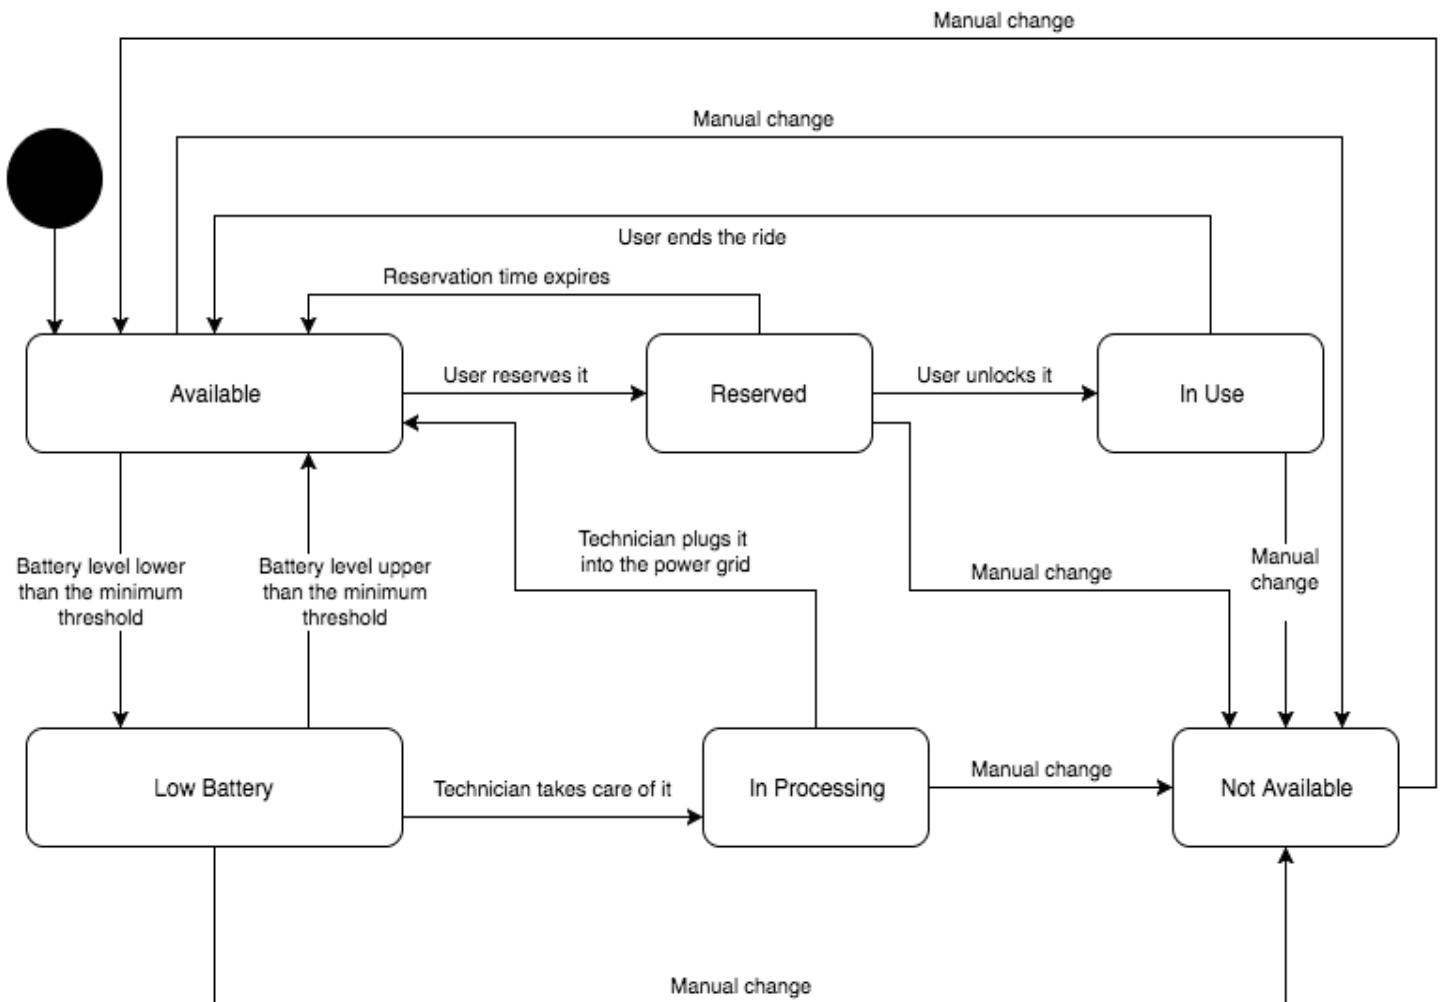 Manual change
Manual change
User ends the ride
Reservation time expires
Available
User reserves it
Reserved
User unlocks it
In Use
Battery level lower
than the minimum
threshold
Battery level upper
than the minimum
threshold
Technician plugs it
into the power grid
Manual change
Manual
change
Low Battery
Technician takes care of it
In Processing
Manual change
Not Available
Manual change